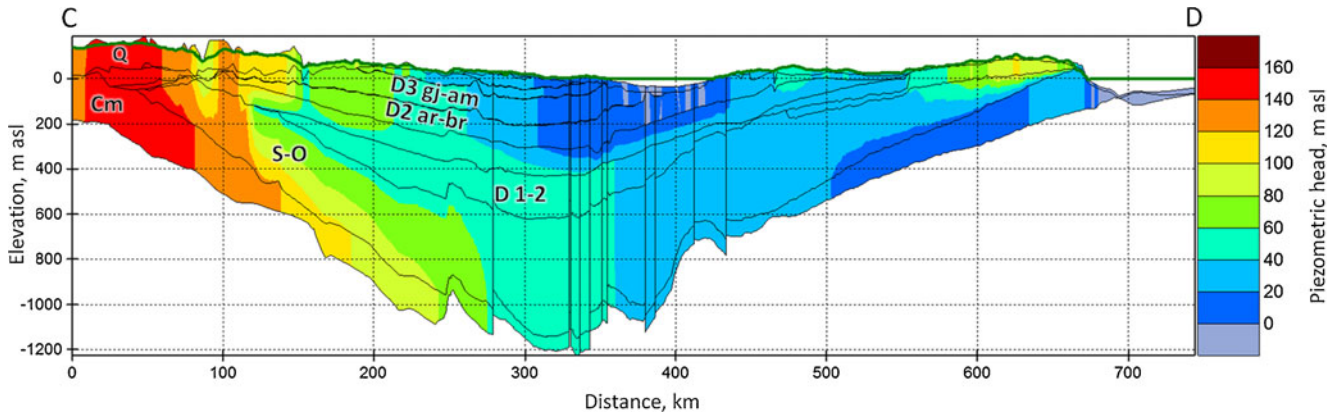 C
D
Q
Cm
D3 gj-am
D2 ar-br
S-O
D 1-2
Elevation, m asl
0
200
400
600
800
-1000
-1200
0
100
200
300
400
500
600
700
Distance, km
160
140
120
100
80
60
40
20
0
Piezometric head, m asl